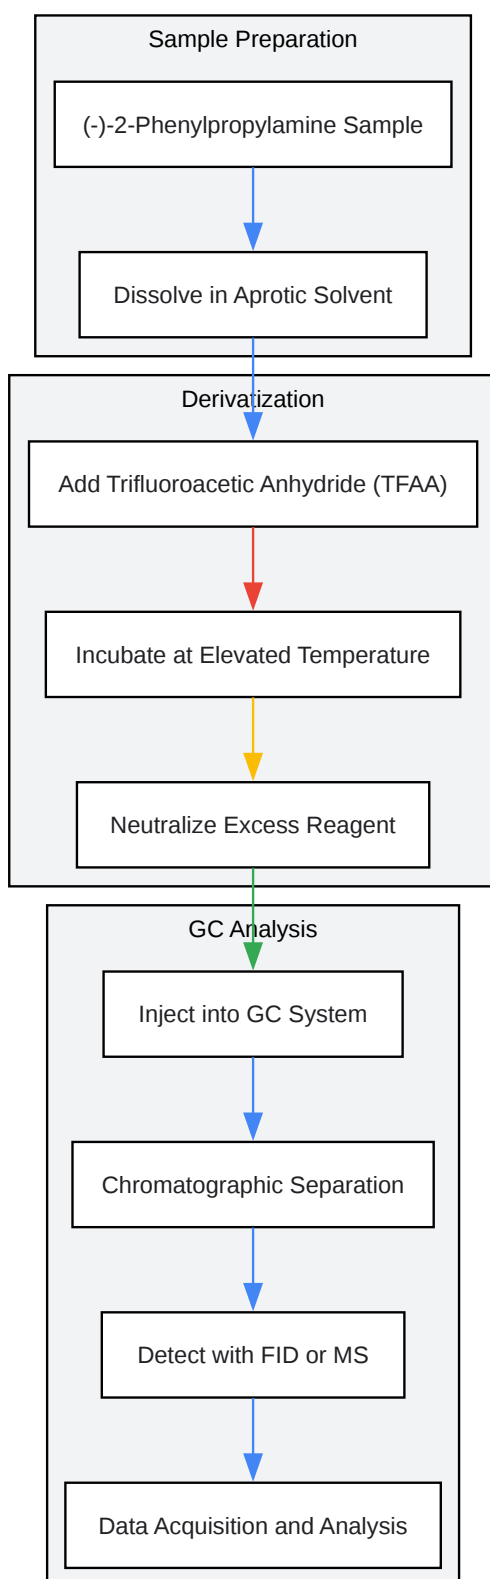 Sample Preparation
(-)-2-Phenylpropylamine Sample
Dissolve in Aprotic Solvent
Derivatization
Add Trifluoroacetic Anhydride (TFAA)
Incubate at Elevated Temperature
Neutralize Excess Reagent
GC Analysis
Inject into GC System
Chromatographic Separation
Detect with FID or MS
Data Acquisition and Analysis